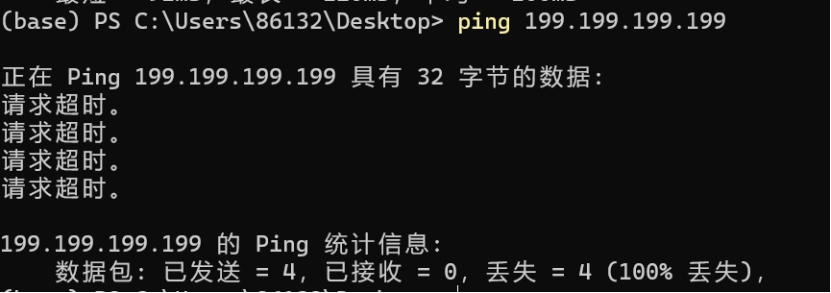 (base) PS C:\Users\86132\Desktop> ping 199.199.199.199
正在 Ping 199.199.199.199 具有 32 字节的数据:
请求超时。
请求超时。
请求超时。
请求超时。
199.199.199.199 的 Ping 统计信息:
数据包: 已发送 = 4, 已接收 = 0, 丢失 = 4 (100% 丢失),